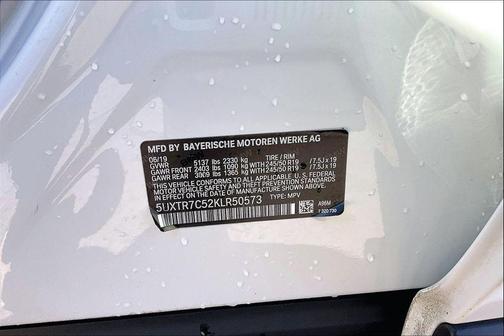 MFD BY BAYERISCHE MOTOREN WERKE AG
06/19
GVWR 5137 lbs 2330 kg TIRE / RIM
GAWR FRONT 2403 lbs 1090 kg 245/50 R19 /7.5J x 19
GAWR REAR 3009 lbs 1365 kg 245/50 R19 /7.5J x 19
THIS VEHICLE CONFORMS TO ALL APPLICABLE U.S. FEDERAL
MOTOR VEHICLE SAFETY, BUMPER, AND THEFT PREVENTION
STANDARDS IN EFFECT ON THE DATE OF MANUFACTURE SHOWN ABOVE.
5UXTR7C52KLR50573 TYPE: MPV
A96M